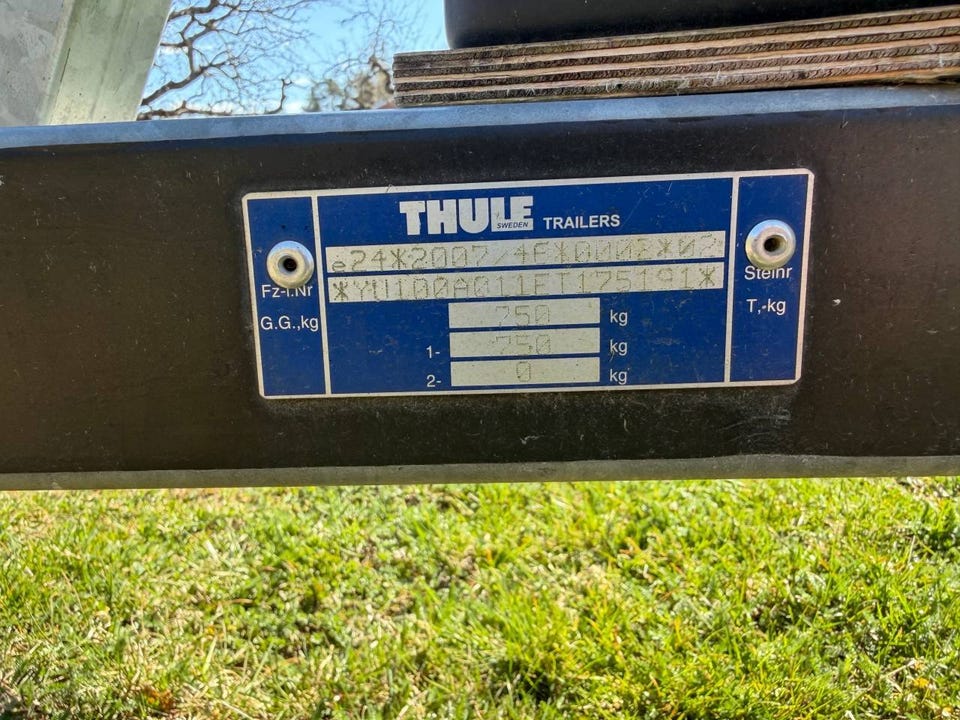 THULE
SWEDEN
TRAILERS
e24*2007/46*0002*02
*YU100A011ET175191*
Fz-I.Nr
Steinr
G.G.,kg
T,-kg
750 kg
1- 750 kg
2- 0 kg